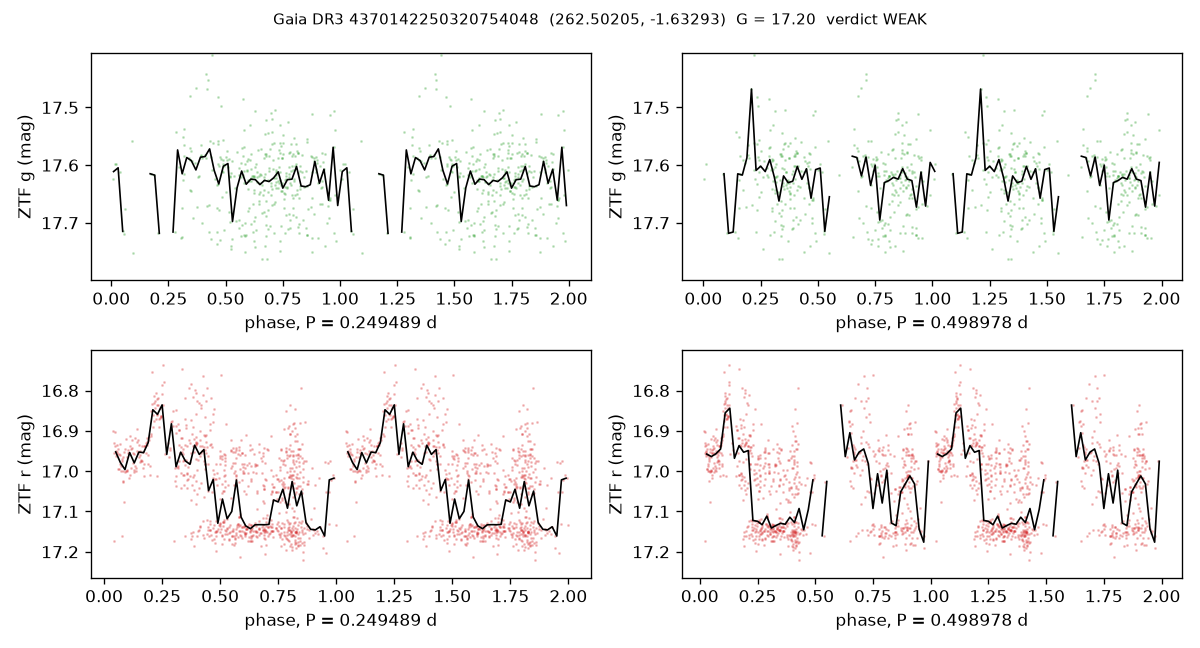 Gaia DR3 4370142250320754048 (262.50205, -1.63293) G = 17.20 verdict WEAK
ZTF g (mag)
17.5
17.6
17.7
0.00 0.25 0.50 0.75 1.00 1.25 1.50 1.75 2.00
phase, P = 0.249489 d
ZTF g (mag)
17.5
17.6
17.7
0.00 0.25 0.50 0.75 1.00 1.25 1.50 1.75 2.00
phase, P = 0.498978 d
ZTF r (mag)
16.8
16.9
17.0
17.1
17.2
0.00 0.25 0.50 0.75 1.00 1.25 1.50 1.75 2.00
phase, P = 0.249489 d
ZTF r (mag)
16.8
16.9
17.0
17.1
17.2
0.00 0.25 0.50 0.75 1.00 1.25 1.50 1.75 2.00
phase, P = 0.498978 d